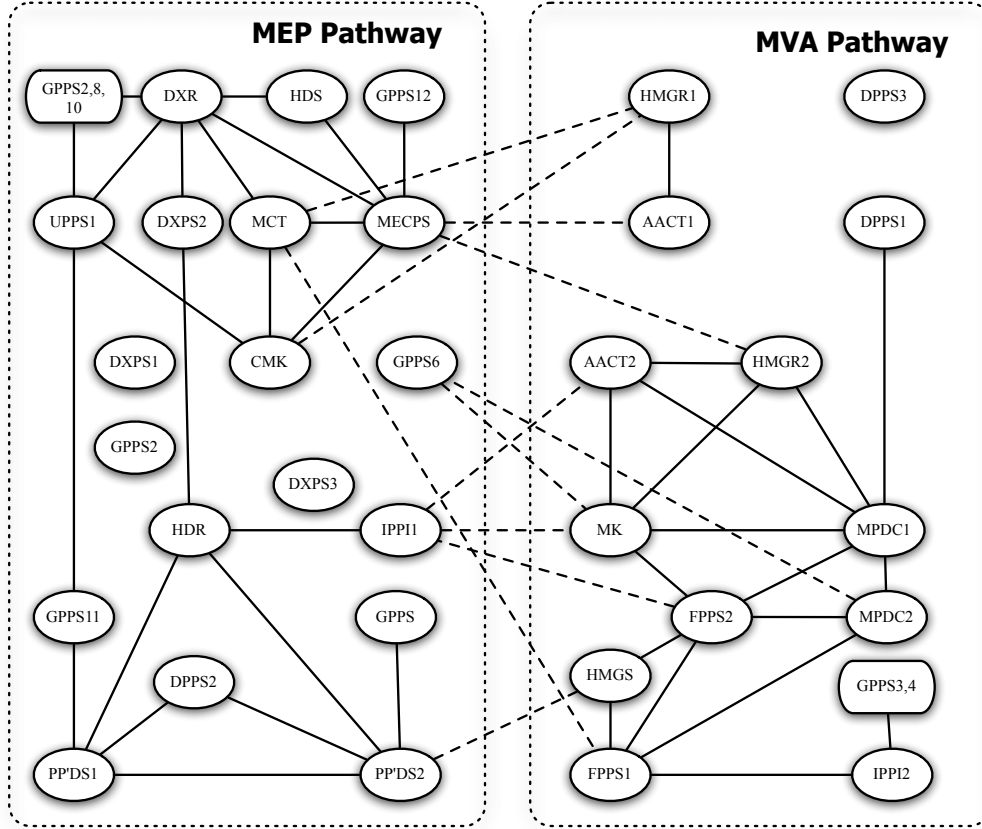 MEP Pathway
MVA Pathway
GPPS2,8,
10
DXR
HDS
GPPS12
HMGR1
DPPS3
UPPS1
DXPS2
MCT
MECPS
AACT1
DPPS1
DXPS1
CMK
GPPS6
AACT2
HMGR2
GPPS2
DXPS3
HDR
IPPI1
MK
MPDC1
GPPS11
GPPS
FPPS2
MPDC2
DPPS2
HMGS
GPPS3,4
PP'DS1
PP'DS2
FPPS1
IPPI2